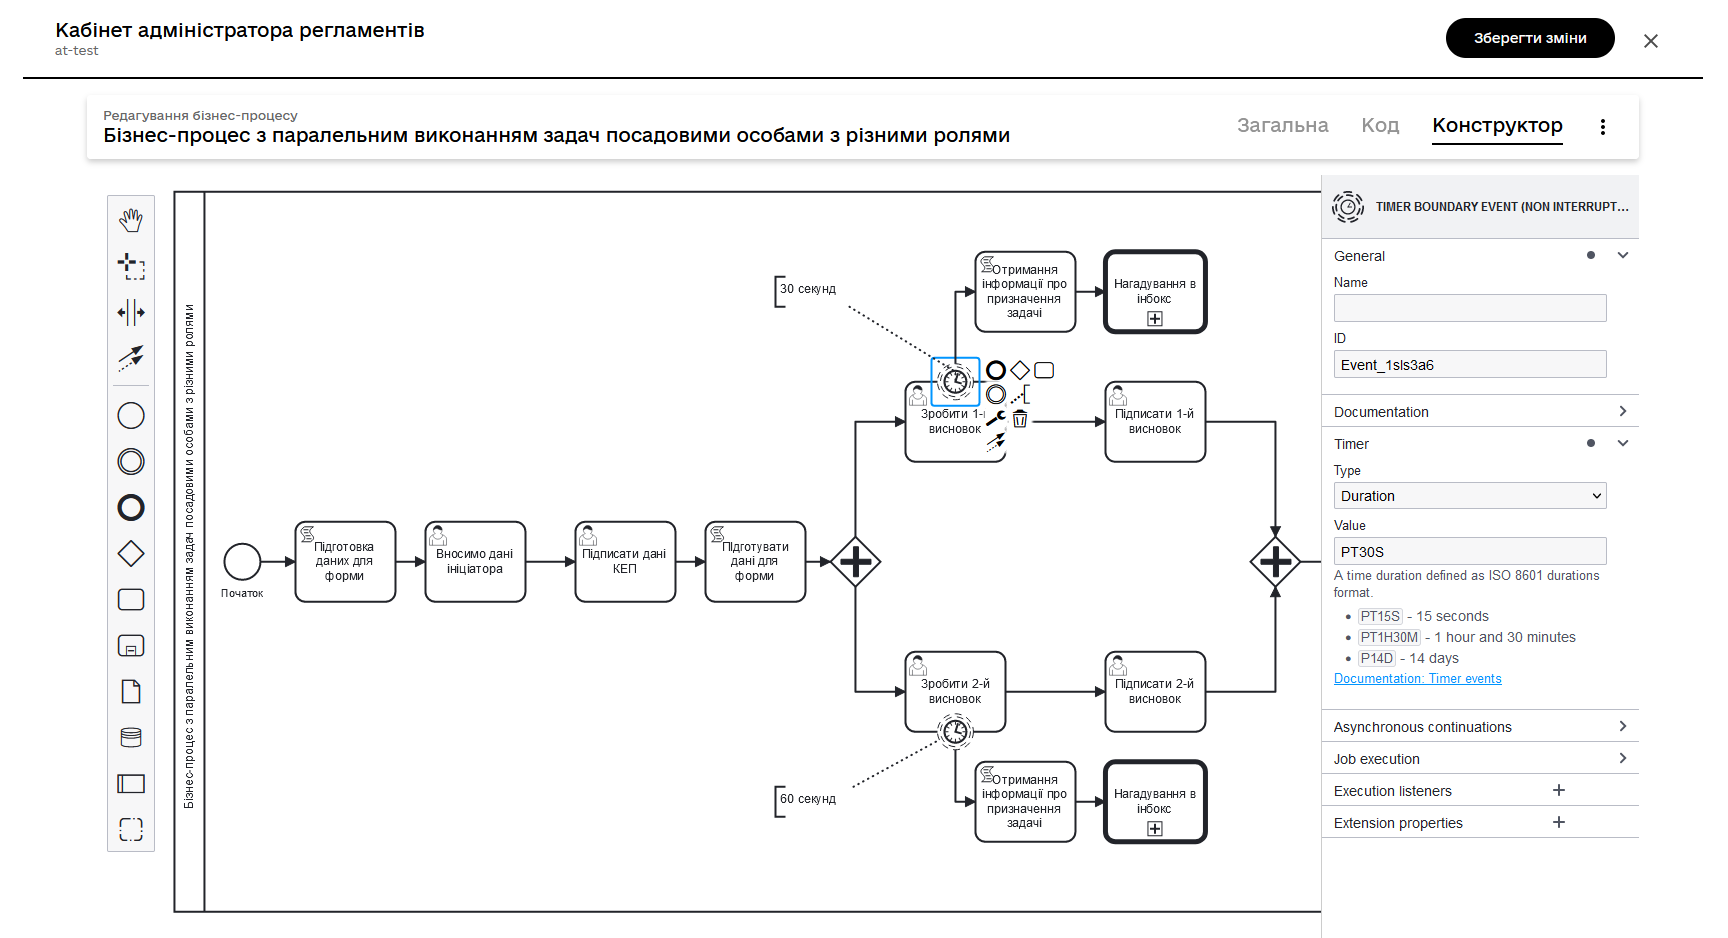 Кабінет адміністратора регламентів
at-test
Зберегти зміни
Редагування бізнес-процесу
Бізнес-процес з паралельним виконанням задач посадовими особами з різними ролями
Загальна
Код
Конструктор
Бізнес-процес з паралельним виконанням задач посадовими особами з різними ролями
Початок
Підготовка
даних для
форми
Вносимо дані
ініціатора
Підписати дані
КЕП
Підготувати
дані для
форми
30 секунд
Отримання
інформації про
призначення
задачі
Нагадування в
інбокс
Зробити 1-
висновок
Підписати 1-й
висновок
Зробити 2-й
висновок
Підписати 2-й
висновок
60 секунд
Отримання
інформації про
призначення
задачі
Нагадування в
інбокс
TIMER BOUNDARY EVENT (NON INTERRUPT...
General
Name
ID
Event_1sls3a6
Documentation
Timer
Type
Duration
Value
PT30S
A time duration defined as ISO 8601 durations
format.
PT15S - 15 seconds
PT1H30M - 1 hour and 30 minutes
P14D - 14 days
Documentation: Timer events
Asynchronous continuations
Job execution
Execution listeners
Extension properties